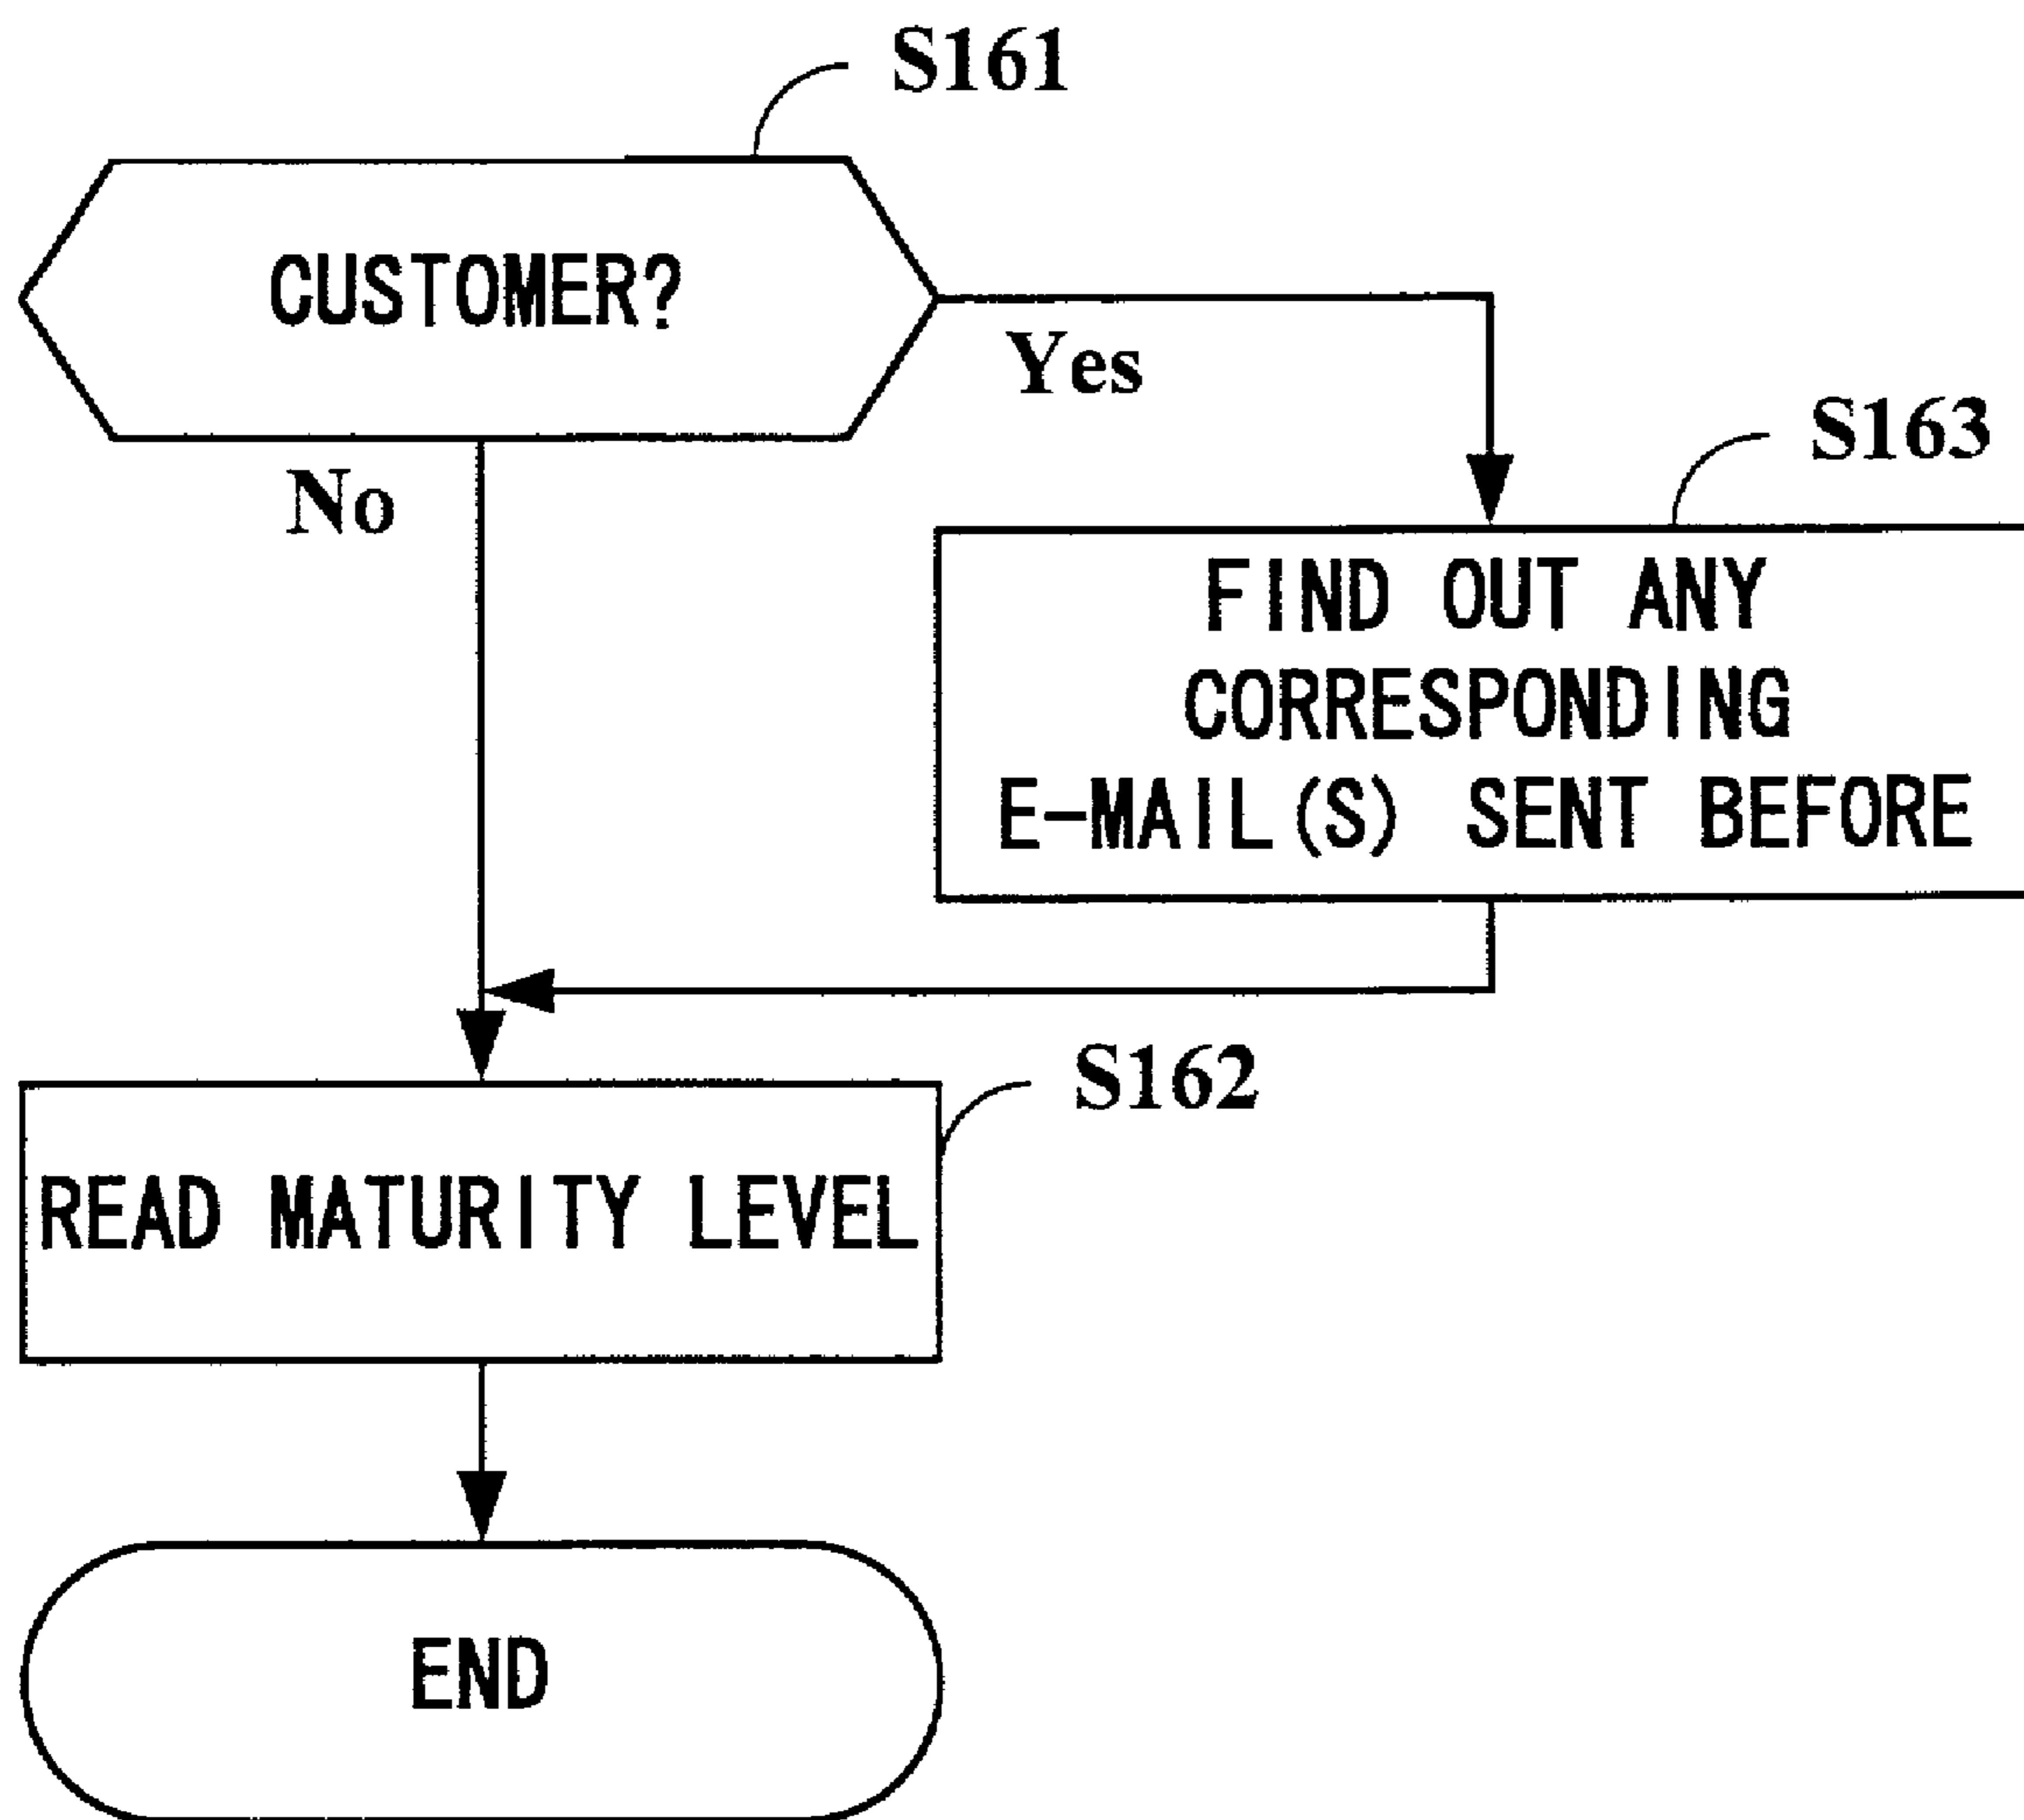 S161
CUSTOMER?
Yes
No
S163
FIND OUT ANY
CORRESPONDING
E-MAIL(S) SENT BEFORE
S162
READ MATURITY LEVEL
END